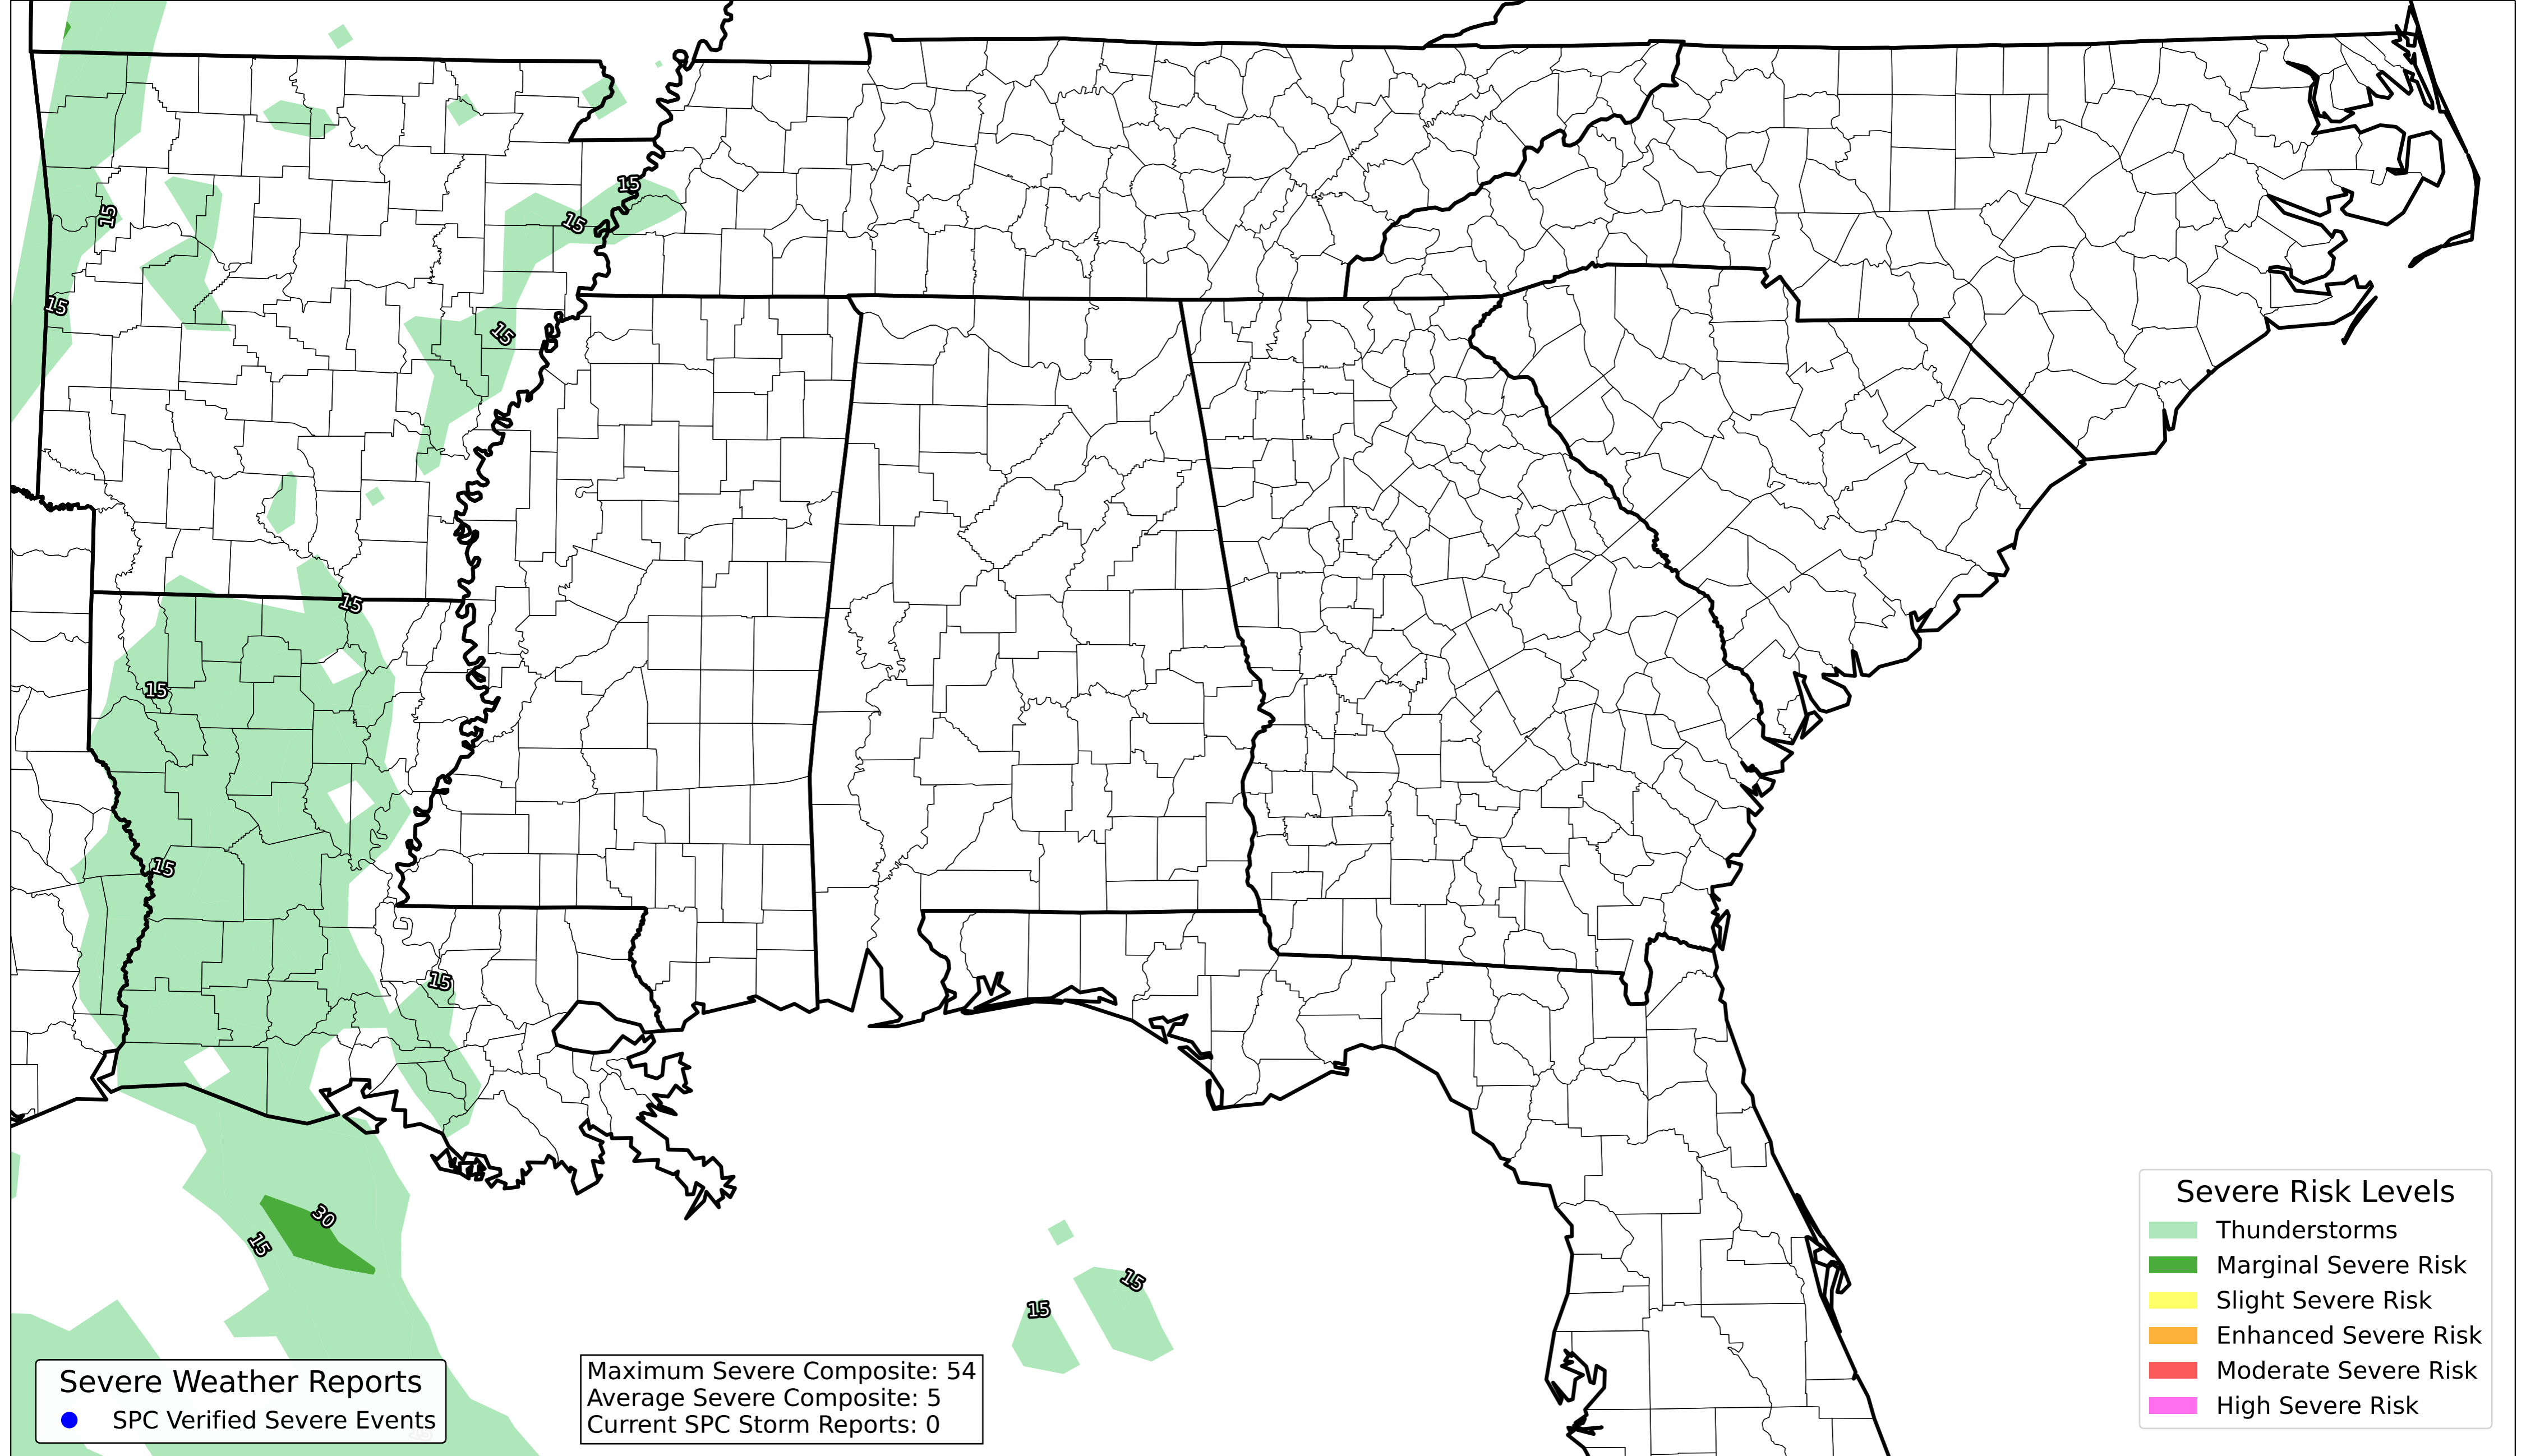 15
15
15
15
15
15
15
15
15
30
15
15
15
Severe Weather Reports
SPC Verified Severe Events
Maximum Severe Composite: 54
Average Severe Composite: 5
Current SPC Storm Reports: 0
Severe Risk Levels
Thunderstorms
Marginal Severe Risk
Slight Severe Risk
Enhanced Severe Risk
Moderate Severe Risk
High Severe Risk